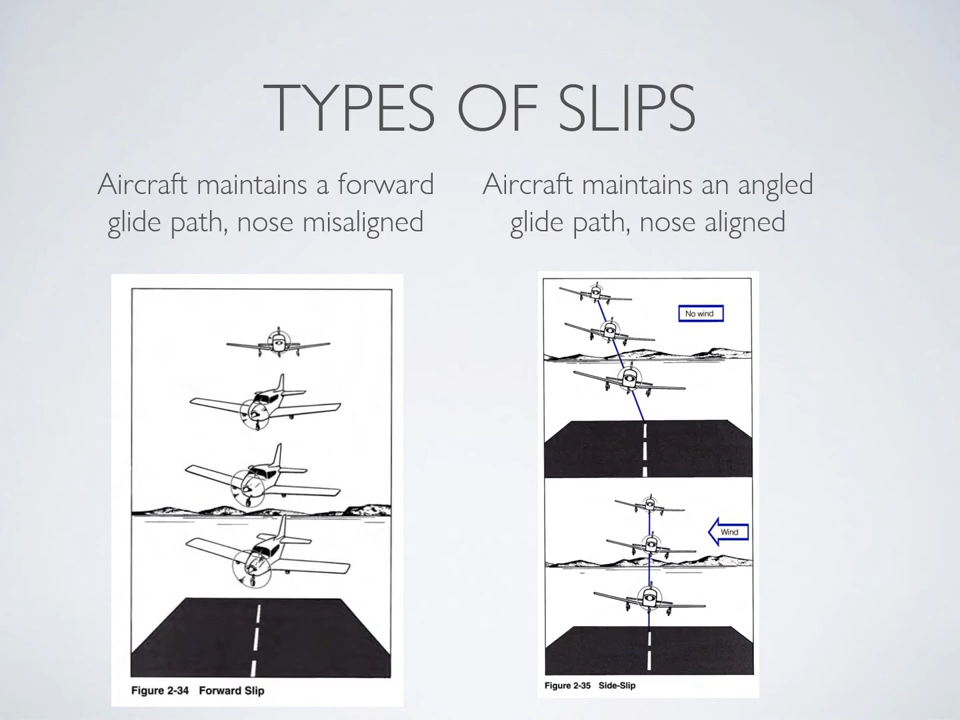 TYPES OF SLIPS
Aircraft maintains a forward
glide path, nose misaligned
Aircraft maintains an angled
glide path, nose aligned
No wind
Wind
Figure 2-34 Forward Slip
Figure 2-35 Side-Slip